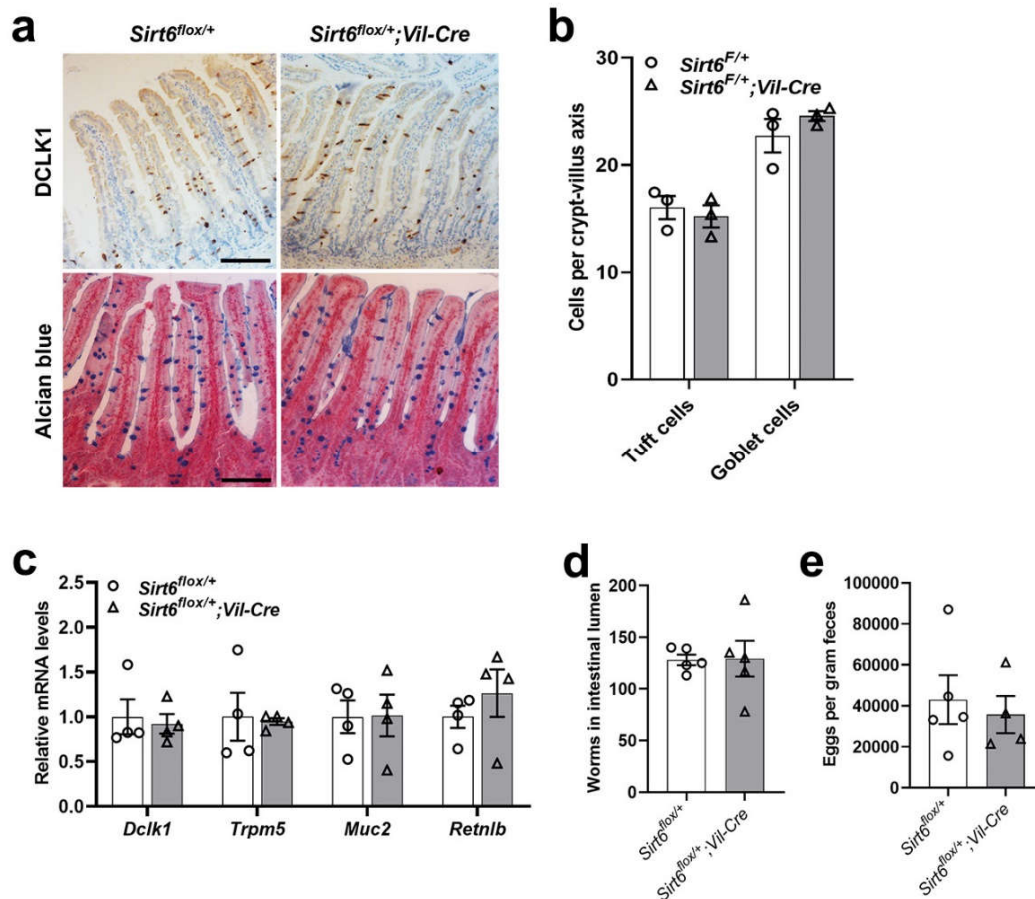 a
Sirt6flox/+
Sirt6flox/+;Vil-Cre
DCLK1
Alcian blue
b
Cells per crypt-villus axis
30
20
10
0
Sirt6F/+
Sirt6F/+;Vil-Cre
Tuft cells
Goblet cells
c
Relative mRNA levels
2.5
2.0
1.5
1.0
0.5
0.0
Sirt6flox/+
Sirt6flox/+;Vil-Cre
Dclk1 Trpm5 Muc2 Retnlb
d
Worms in intestinal lumen
200
150
100
50
0
Sirt6flox/+
Sirt6flox/+;Vil-Cre
e
Eggs per gram feces
100000
80000
60000
40000
20000
0
Sirt6flox/+
Sirt6flox/+;Vil-Cre